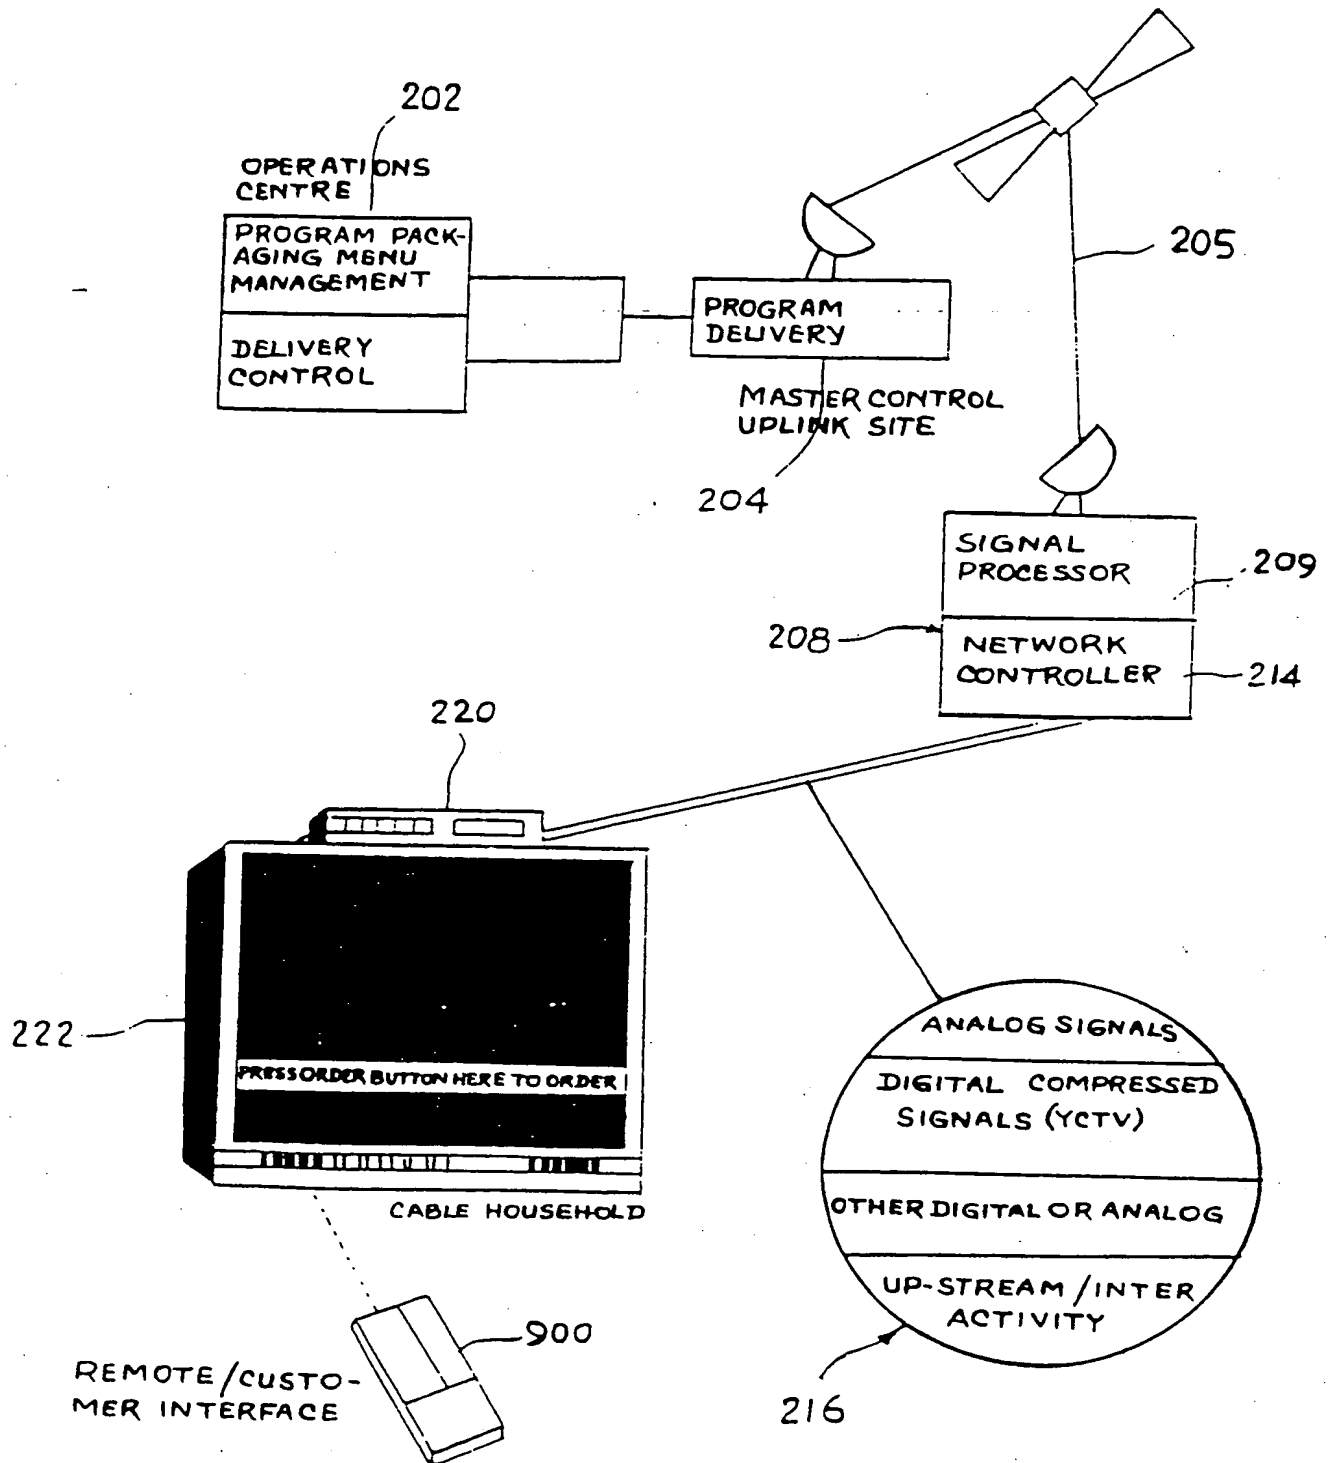 202
OPERATIONS
CENTRE
PROGRAM PACK-
AGING MENU
MANAGEMENT
DELIVERY
CONTROL
205
PROGRAM
DELIVERY
MASTER CONTROL
UPLINK SITE
204
SIGNAL
PROCESSOR
209
208
NETWORK
CONTROLLER
214
220
222
PRESS ORDER BUTTON HERE TO ORDER
CABLE HOUSEHOLD
ANALOG SIGNALS
DIGITAL COMPRESSED
SIGNALS (YCTV)
OTHER DIGITAL OR ANALOG
UP-STREAM/INTER
ACTIVITY
216
900
REMOTE/CUSTO-
MER INTERFACE